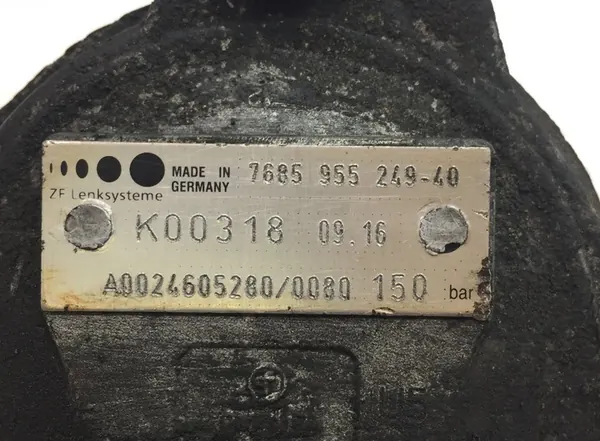 MADE IN GERMANY 7685 955 249-40
ZF Lenksysteme
K00318 09.16
A0024605280/0080 150 bar